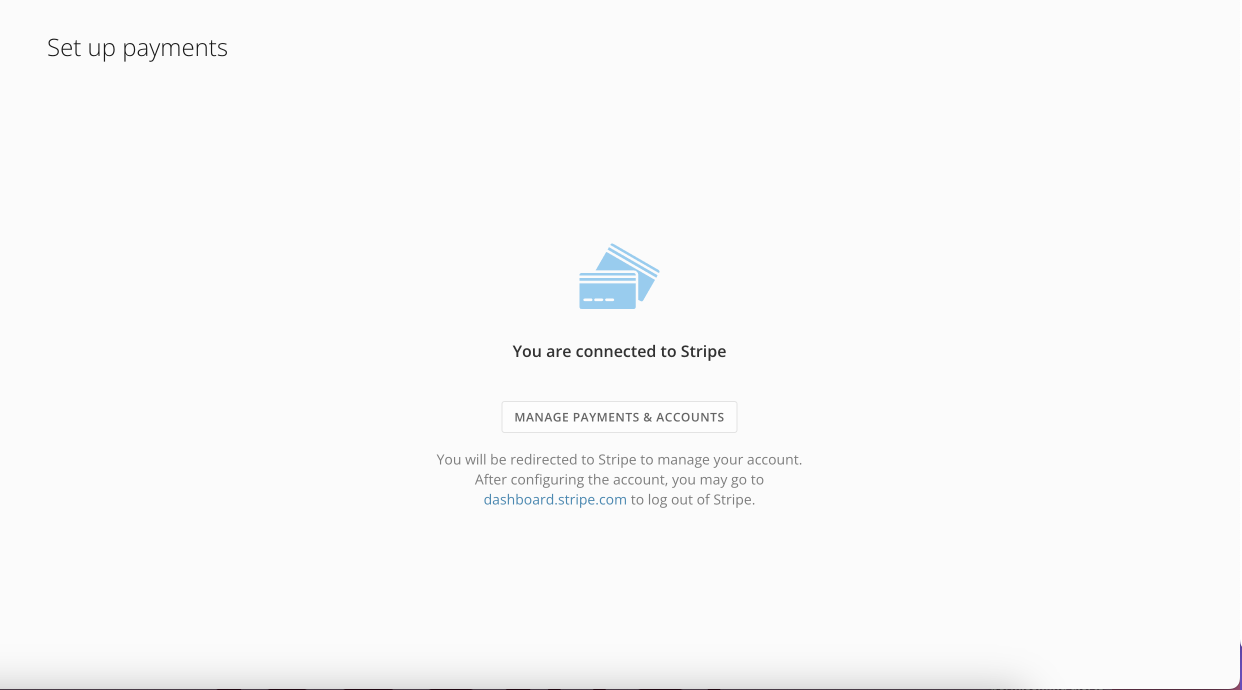 Set up payments
You are connected to Stripe
MANAGE PAYMENTS & ACCOUNTS
You will be redirected to Stripe to manage your account.
After configuring the account, you may go to
dashboard.stripe.com to log out of Stripe.